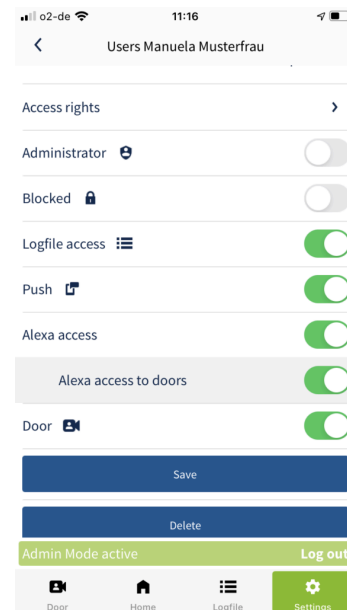 o2-de 11:16
Users Manuela Musterfrau
Access rights
Administrator
Blocked
Logfile access
Push
Alexa access
Alexa access to doors
Door
Save
Delete
Admin Mode active Log out
Door Home Logfile Settings